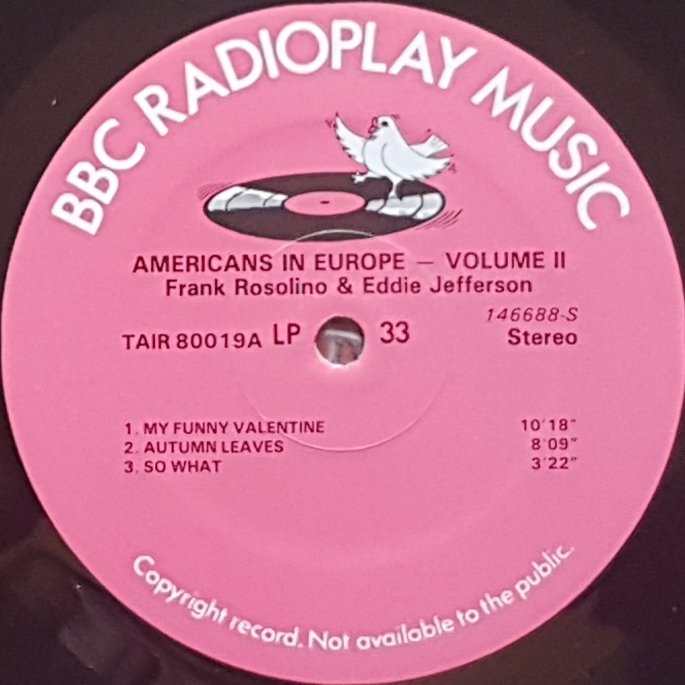 BBC RADIOPLAY MUSIC
AMERICANS IN EUROPE — VOLUME II
Frank Rosolino & Eddie Jefferson
146688-S
TAIR 80019A LP 33 Stereo
1. MY FUNNY VALENTINE 10'18"
2. AUTUMN LEAVES 8'09"
3. SO WHAT 3'22"
Copyright record. Not available to the public.